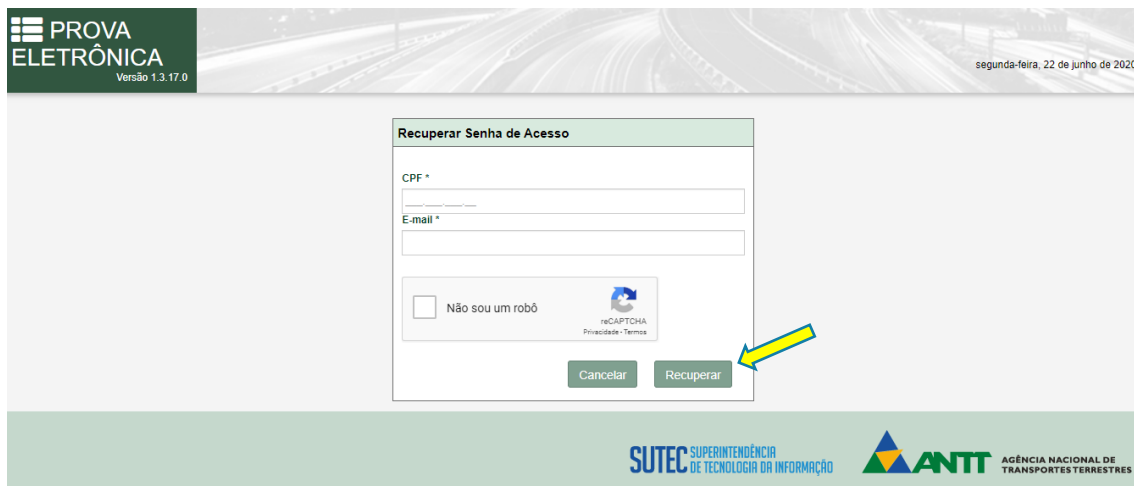 PROVA
ELETRÔNICA
Versão 1.3.17.0
segunda-feira, 22 de junho de 2020
Recuperar Senha de Acesso
CPF *
___.___.___.__
E-mail *
Não sou um robô
reCAPTCHA
Privacidade - Termos
Cancelar Recuperar
SUTEC SUPERINTENDÊNCIA
DE TECNOLOGIA DA INFORMAÇÃO
ANTT AGÊNCIA NACIONAL DE
TRANSPORTES TERRESTRES